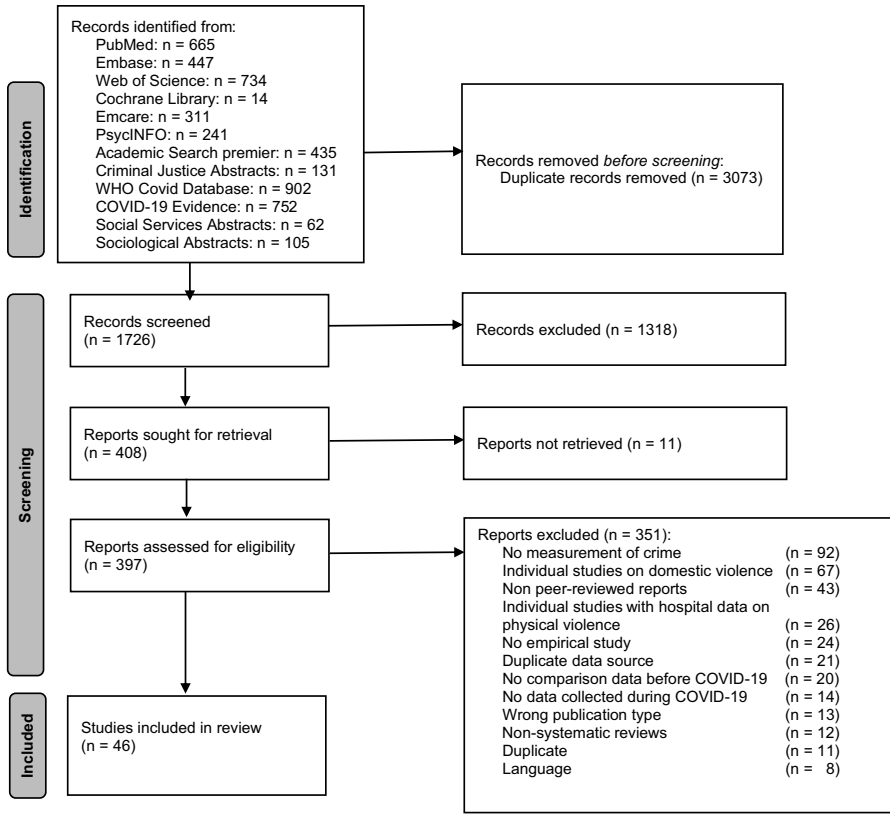 Identification
Records identified from:
PubMed: n = 665
Embase: n = 447
Web of Science: n = 734
Cochrane Library: n = 14
Emcare: n = 311
PsycINFO: n = 241
Academic Search premier: n = 435
Criminal Justice Abstracts: n = 131
WHO Covid Database: n = 902
COVID-19 Evidence: n = 752
Social Services Abstracts: n = 62
Sociological Abstracts: n = 105
Records removed before screening:
Duplicate records removed (n = 3073)
Screening
Records screened
(n = 1726)
Records excluded (n = 1318)
Reports sought for retrieval
(n = 408)
Reports not retrieved (n = 11)
Reports assessed for eligibility
(n = 397)
Reports excluded (n = 351):
No measurement of crime (n = 92)
Individual studies on domestic violence (n = 67)
Non peer-reviewed reports (n = 43)
Individual studies with hospital data on
physical violence (n = 26)
No empirical study (n = 24)
Duplicate data source (n = 21)
No comparison data before COVID-19 (n = 20)
No data collected during COVID-19 (n = 14)
Wrong publication type (n = 13)
Non-systematic reviews (n = 12)
Duplicate (n = 11)
Language (n = 8)
Included
Studies included in review
(n = 46)